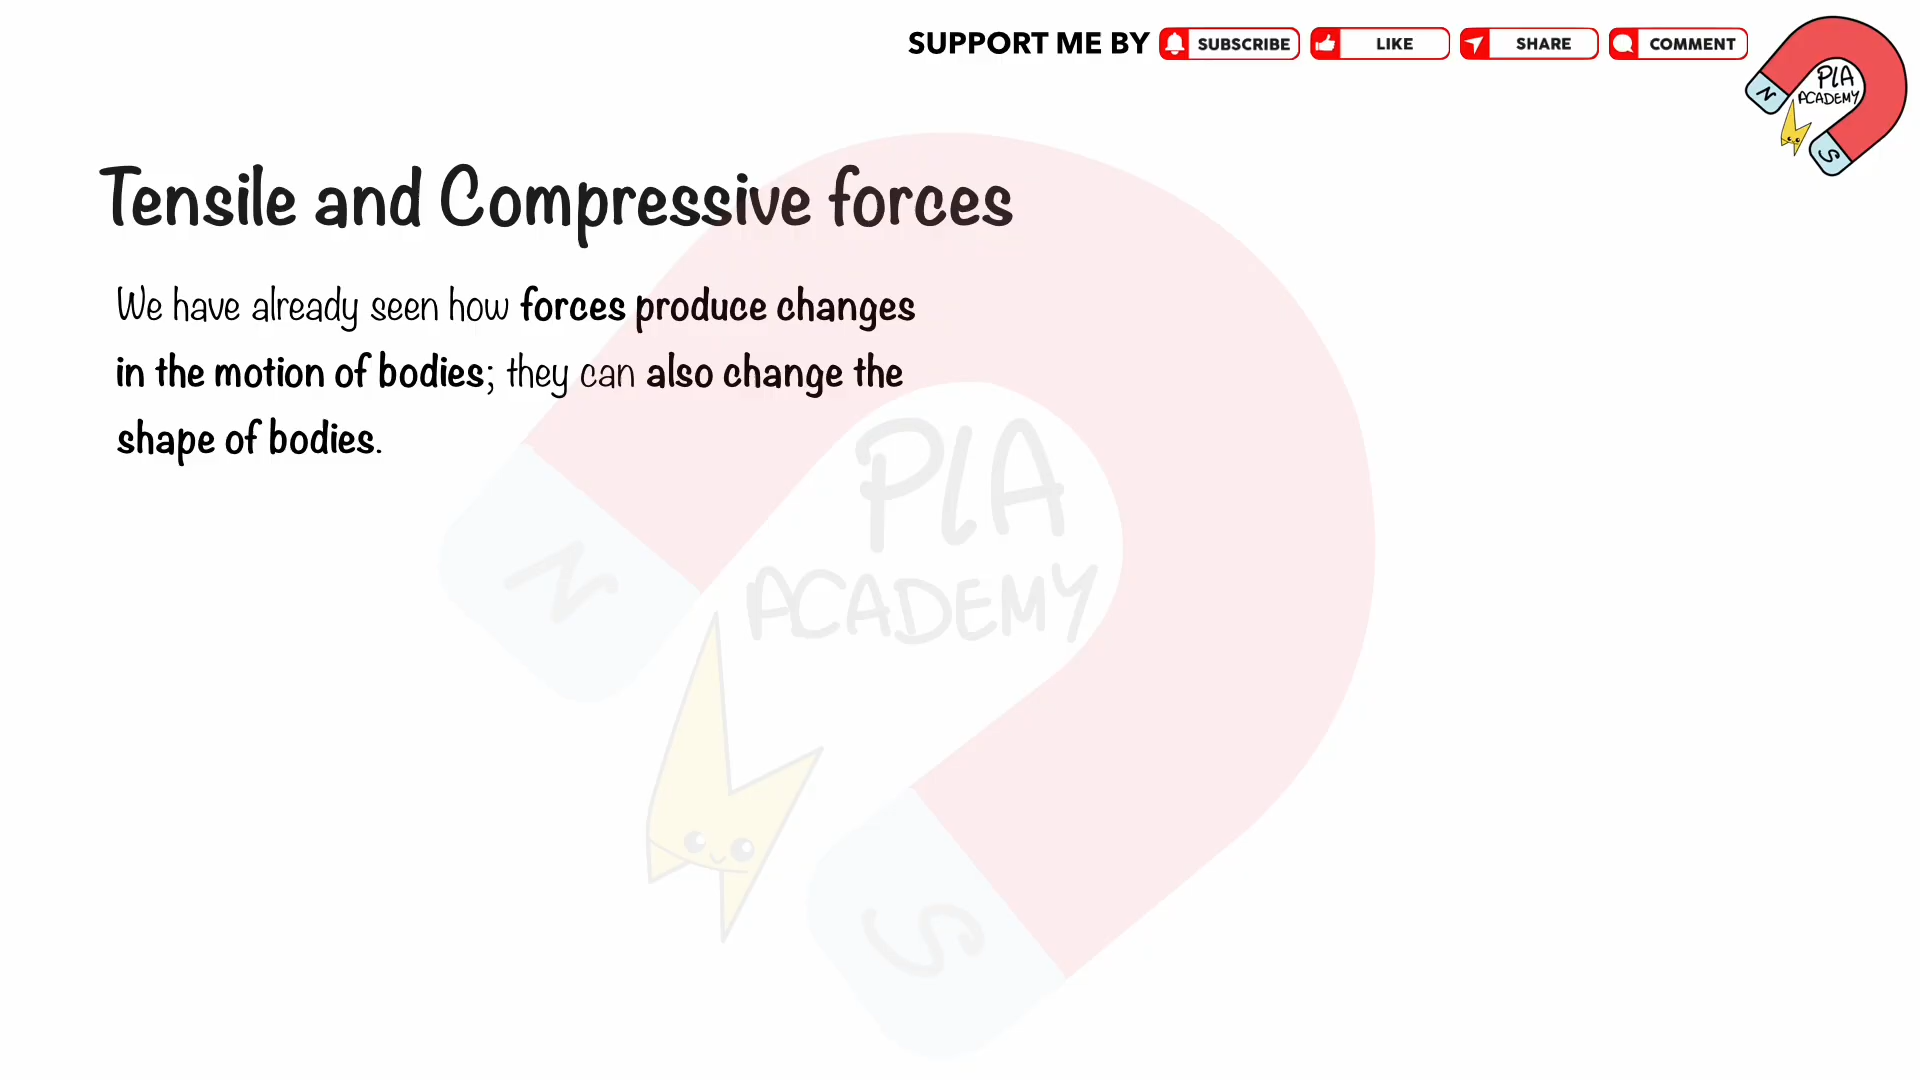 SUPPORT ME BY SUBSCRIBE LIKE SHARE COMMENT
PLA
ACADEMY
N
S
Tensile and Compressive forces
We have already seen how forces produce changes
in the motion of bodies; they can also change the
shape of bodies.
PLA
ACADEMY
N
S